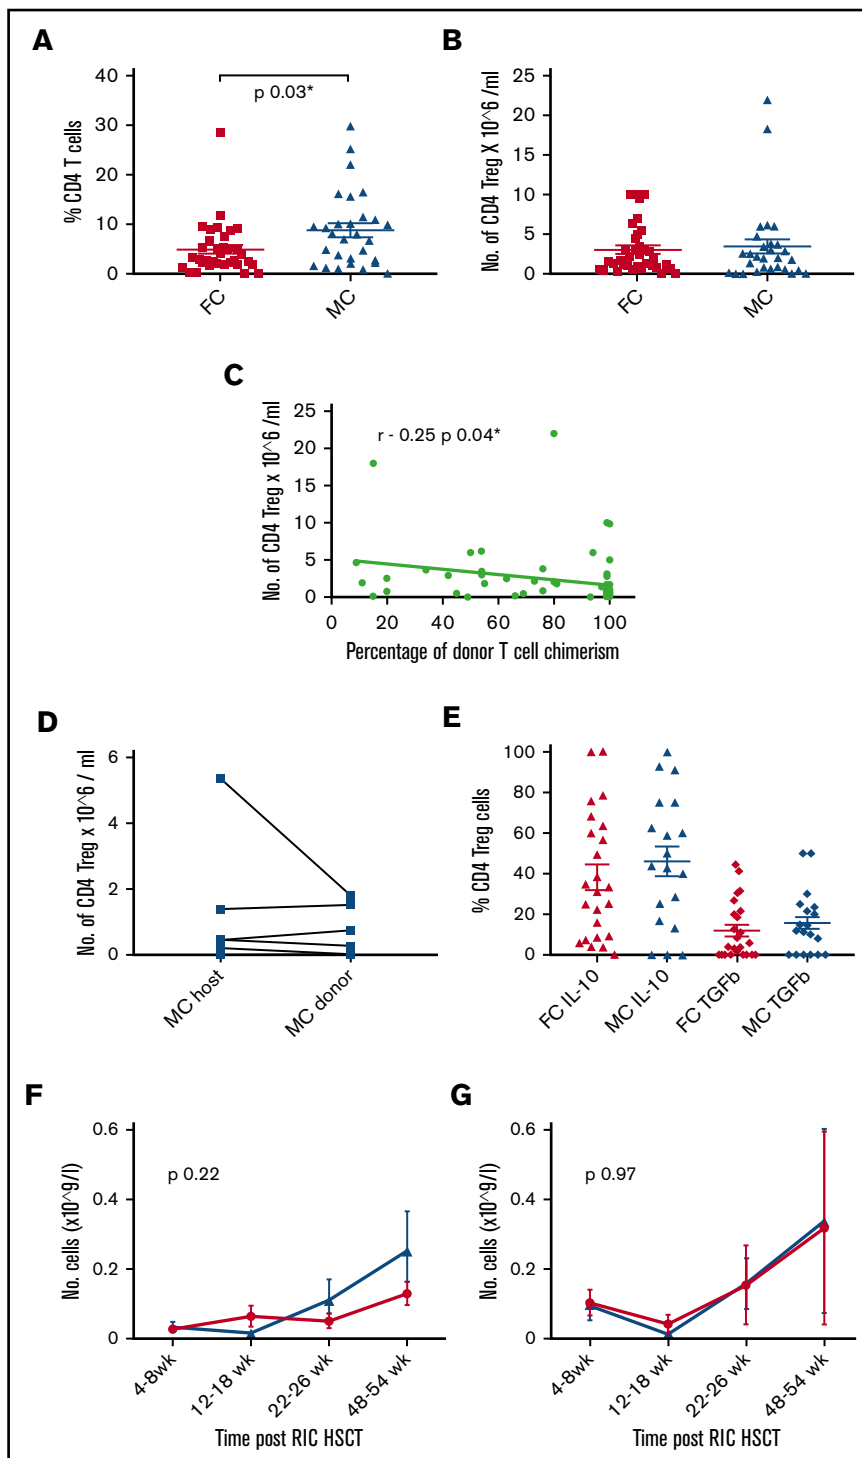 A
% CD4 T cells
40
30
20
10
0
p 0.03*
FC
MC
B
No. of CD4 Treg X 10^6 /ml
25
20
15
10
5
0
FC
MC
C
No. of CD4 Treg x 10^6 /ml
25
20
15
10
5
0
r - 0.25 p 0.04*
0
20
40
60
80
100
Percentage of donor T cell chimerism
D
No. of CD4 Treg x 10^6 / ml
6
4
2
0
MC host
MC donor
E
% CD4 Treg cells
100
80
60
40
20
0
FC IL-10
MC IL-10
FC TGFb
MC TGFb
F
No. cells (x10^9/l)
0.6
0.4
0.2
0
p 0.22
4-8wk
12-18 wk
22-26 wk
48-54 wk
Time post RIC HSCT
G
No. cells (x10^9/l)
0.6
0.4
0.2
0
p 0.97
4-8wk
12-18 wk
22-26 wk
48-54 wk
Time post RIC HSCT